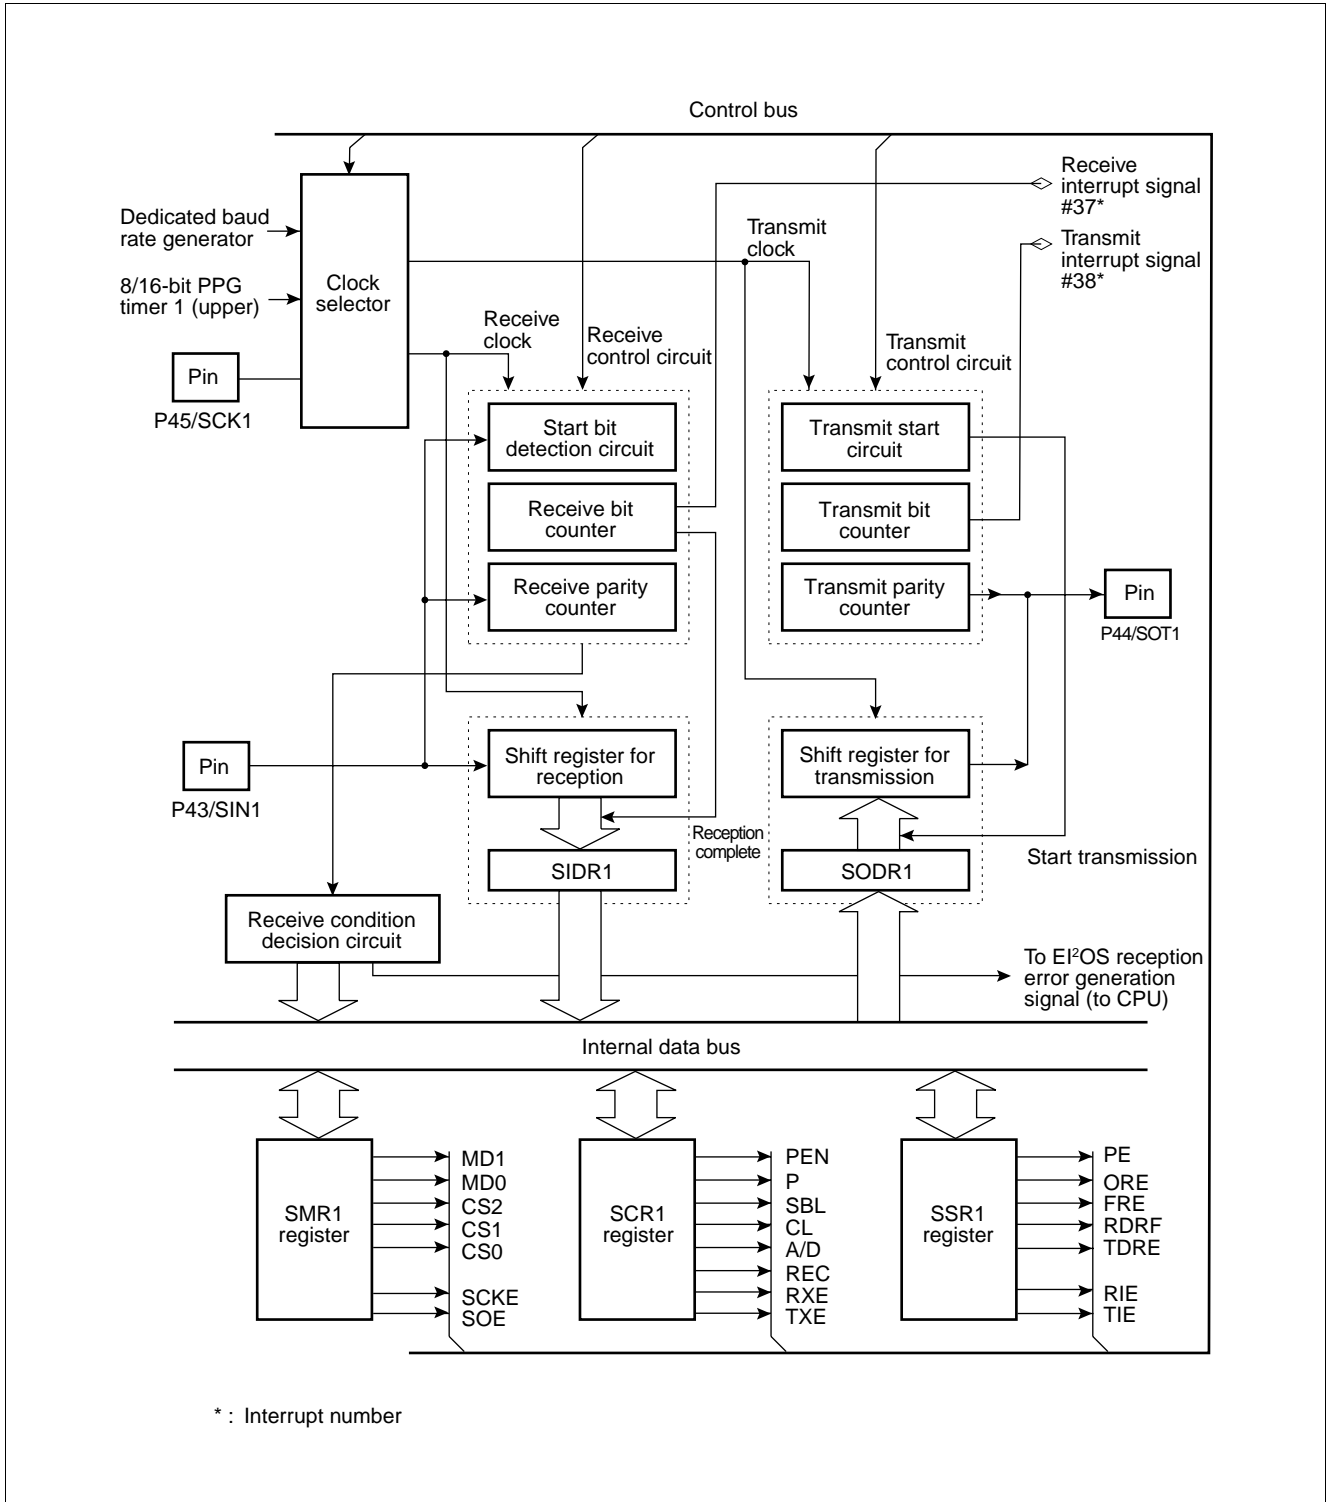 Control bus
Receive
interrupt signal
#37*
Dedicated baud
rate generator
Transmit
clock
Transmit
interrupt signal
#38*
8/16-bit PPG
timer 1 (upper)
Clock
selector
Receive
clock
Receive
control circuit
Transmit
control circuit
Pin
P45/SCK1
Start bit
detection circuit
Transmit start
circuit
Receive bit
counter
Transmit bit
counter
Receive parity
counter
Transmit parity
counter
Pin
P44/SOT1
Pin
P43/SIN1
Shift register for
reception
Shift register for
transmission
Reception
complete
Start transmission
SIDR1
SODR1
Receive condition
decision circuit
To EI²OS reception
error generation
signal (to CPU)
Internal data bus
SMR1
register
MD1
MD0
CS2
CS1
CS0
SCKE
SOE
SCR1
register
PEN
P
SBL
CL
A/D
REC
RXE
TXE
SSR1
register
PE
ORE
FRE
RDRF
TDRE
RIE
TIE
* : Interrupt number